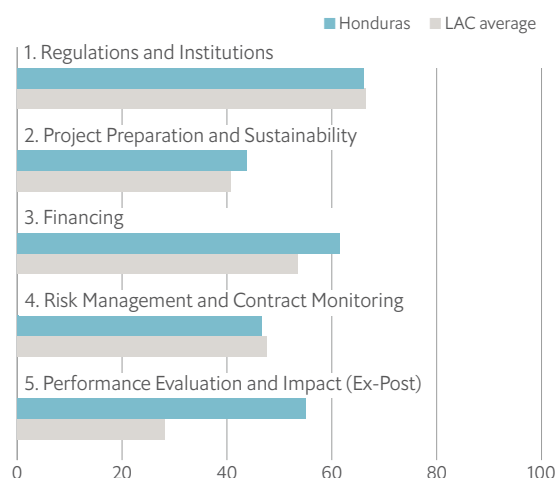 Honduras LAC average
1. Regulations and Institutions
2. Project Preparation and Sustainability
3. Financing
4. Risk Management and Contract Monitoring
5. Performance Evaluation and Impact (Ex-Post)
0 20 40 60 80 100